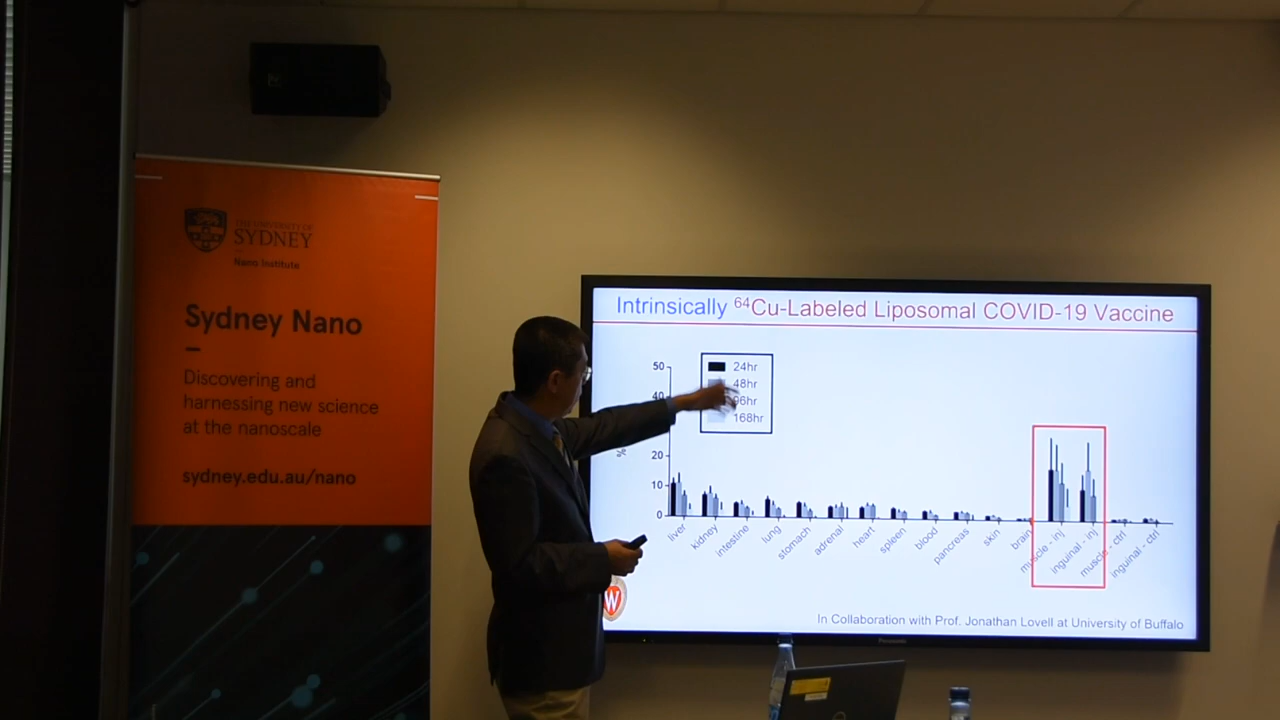 THE UNIVERSITY OF
SYDNEY
Nano Institute
Sydney Nano
Discovering and
harnessing new science
at the nanoscale
sydney.edu.au/nano
Intrinsically ⁶⁴Cu-Labeled Liposomal COVID-19 Vaccine
24hr
48hr
96hr
168hr
50
40
20
10
0
%
liver
kidney
intestine
lung
stomach
adrenal
heart
spleen
blood
pancreas
skin
brain
muscle - inj
inguinal - inj
muscle - ctrl
inguinal - ctrl
W
In Collaboration with Prof. Jonathan Lovell at University of Buffalo
Panasonic